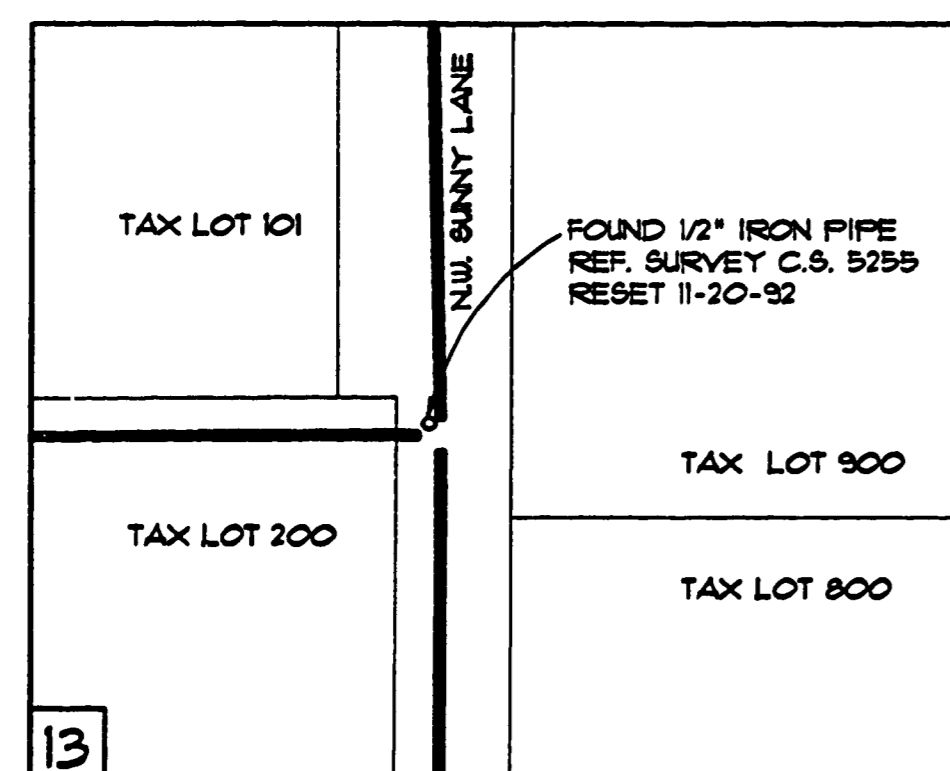 N.W. SUNNY LANE
TAX LOT 101
FOUND 1/2" IRON PIPE
REF. SURVEY C.S. 5255
RESET 11-20-92
TAX LOT 900
TAX LOT 200
TAX LOT 800
13